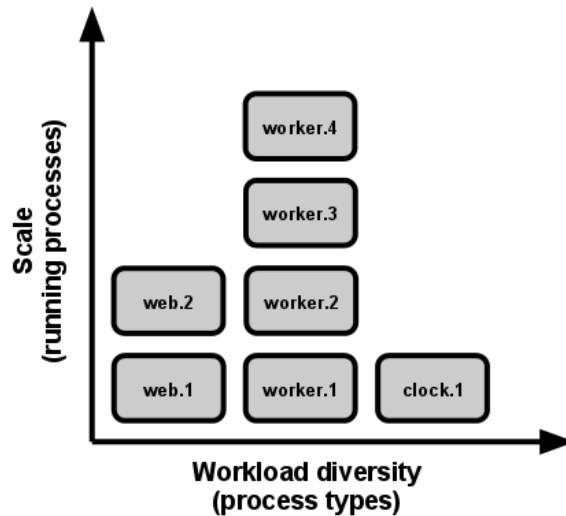 worker.4
Scale
(running processes)
worker.3
web.2
worker.2
web.1
worker.1
clock.1
Workload diversity
(process types)